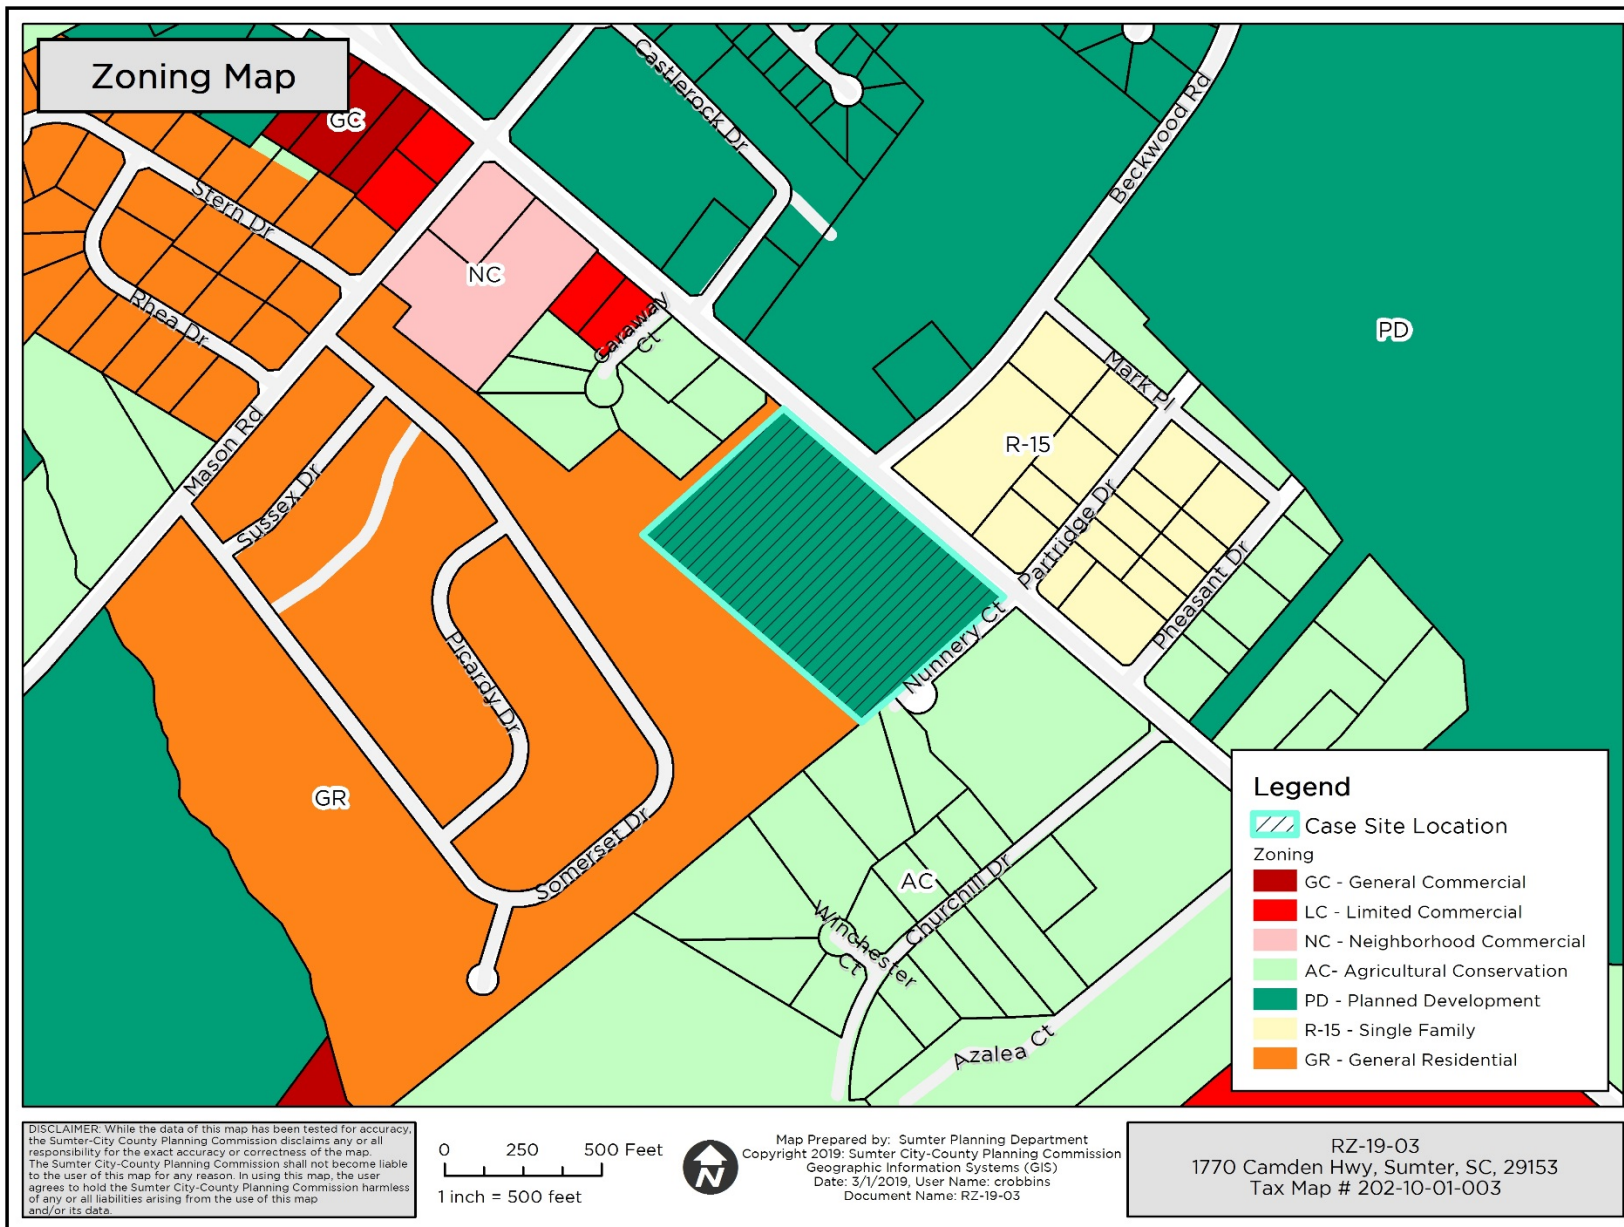 Zoning Map
GC
Castlerock Dr
Beckwood Rd
Stern Dr
NC
Rhea Dr
Caraway
Ct
PD
Mark Pl
R-15
Mason Rd
Sussex Dr
Partridge Dr
Pheasant Dr
Nunnery Ct
Picardy Dr
GR
Somerset Dr
AC
Churchill Dr
Winchester
Ct
Azalea Ct
Legend
Case Site Location
Zoning
GC - General Commercial
LC - Limited Commercial
NC - Neighborhood Commercial
AC- Agricultural Conservation
PD - Planned Development
R-15 - Single Family
GR - General Residential
DISCLAIMER: While the data of this map has been tested for accuracy,
the Sumter-City County Planning Commission disclaims any or all
responsibility for the exact accuracy or correctness of the map.
The Sumter City-County Planning Commission shall not become liable
to the user of this map for any reason. In using this map, the user
agrees to hold the Sumter City-County Planning Commission harmless
of any or all liabilities arising from the use of this map
and/or its data.
0 250 500 Feet
1 inch = 500 feet
N
Map Prepared by: Sumter Planning Department
Copyright 2019: Sumter City-County Planning Commission
Geographic Information Systems (GIS)
Date: 3/1/2019, User Name: crobbins
Document Name: RZ-19-03
RZ-19-03
1770 Camden Hwy, Sumter, SC, 29153
Tax Map # 202-10-01-003